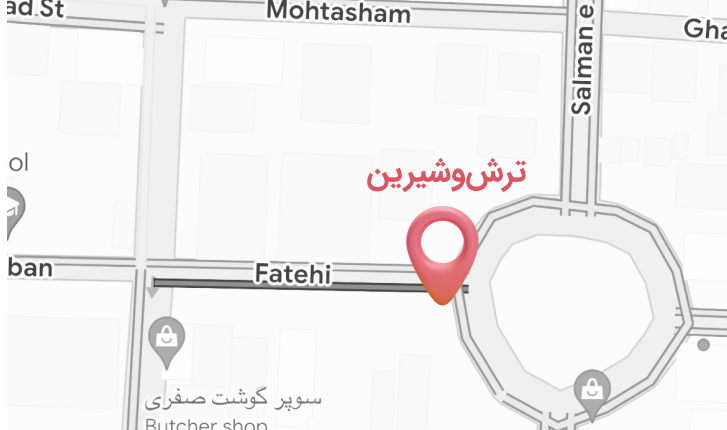 ad St
Mohtasham
Salman e
Gha
ترش‌وشیرین
ol
ban
Fatehi
سوپر گوشت صفری
Butcher shop